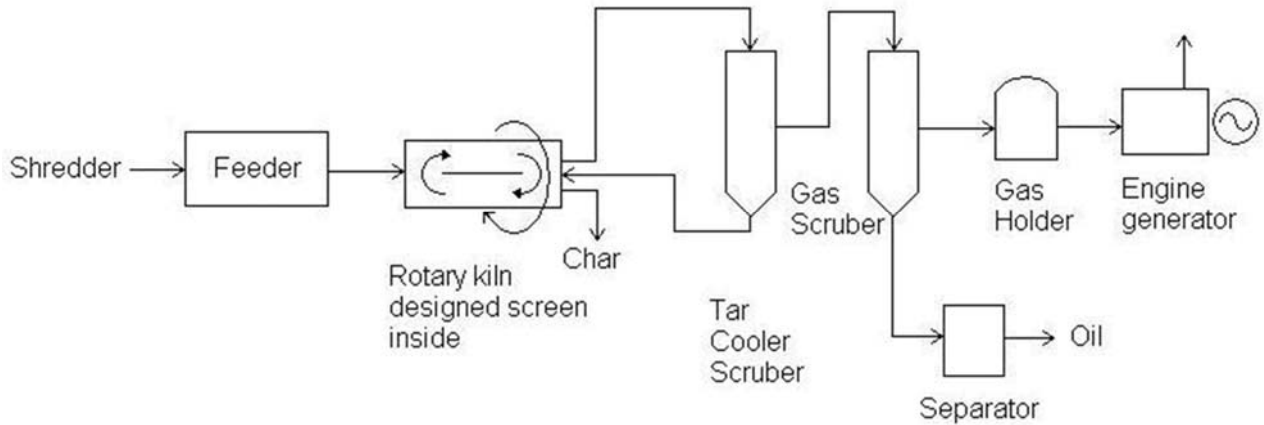 Shredder
Feeder
Rotary kiln
designed screen
inside
Char
Tar
Cooler
Scruber
Gas
Scruber
Gas
Holder
Engine
generator
Separator
Oil